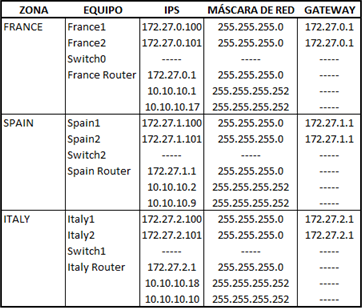 ZONA EQUIPO IPS MÁSCARA DE RED GATEWAY
FRANCE France1 172.27.0.100 255.255.255.0 172.27.0.1
France2 172.27.0.101 255.255.255.0 172.27.0.1
Switch0 ----- ----- -----
France Router 172.27.0.1 255.255.255.0 -----
10.10.10.1 255.255.255.252 -----
10.10.10.17 255.255.255.252 -----
SPAIN Spain1 172.27.1.100 255.255.255.0 172.27.1.1
Spain2 172.27.1.101 255.255.255.0 172.27.1.1
Switch2 ----- ----- -----
Spain Router 172.27.1.1 255.255.255.0 -----
10.10.10.2 255.255.255.252 -----
10.10.10.9 255.255.255.252 -----
ITALY Italy1 172.27.2.100 255.255.255.0 172.27.2.1
Italy2 172.27.2.101 255.255.255.0 172.27.2.1
Switch1 ----- ----- -----
Italy Router 172.27.2.1 255.255.255.0 -----
10.10.10.18 255.255.255.252 -----
10.10.10.10 255.255.255.252 -----